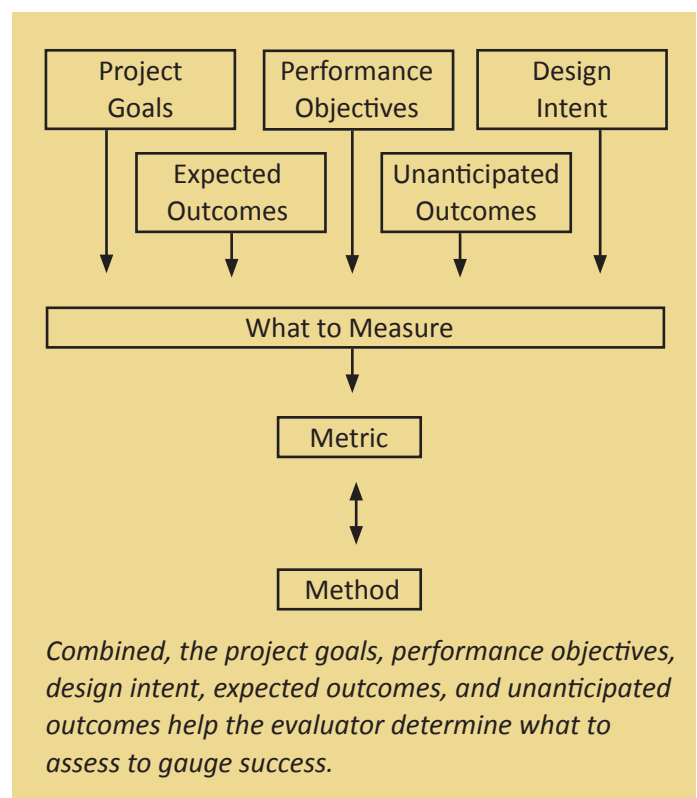 Project
Goals
Performance
Objectives
Design
Intent
Expected
Outcomes
Unanticipated
Outcomes
What to Measure
Metric
Method
Combined, the project goals, performance objectives,
design intent, expected outcomes, and unanticipated
outcomes help the evaluator determine what to
assess to gauge success.